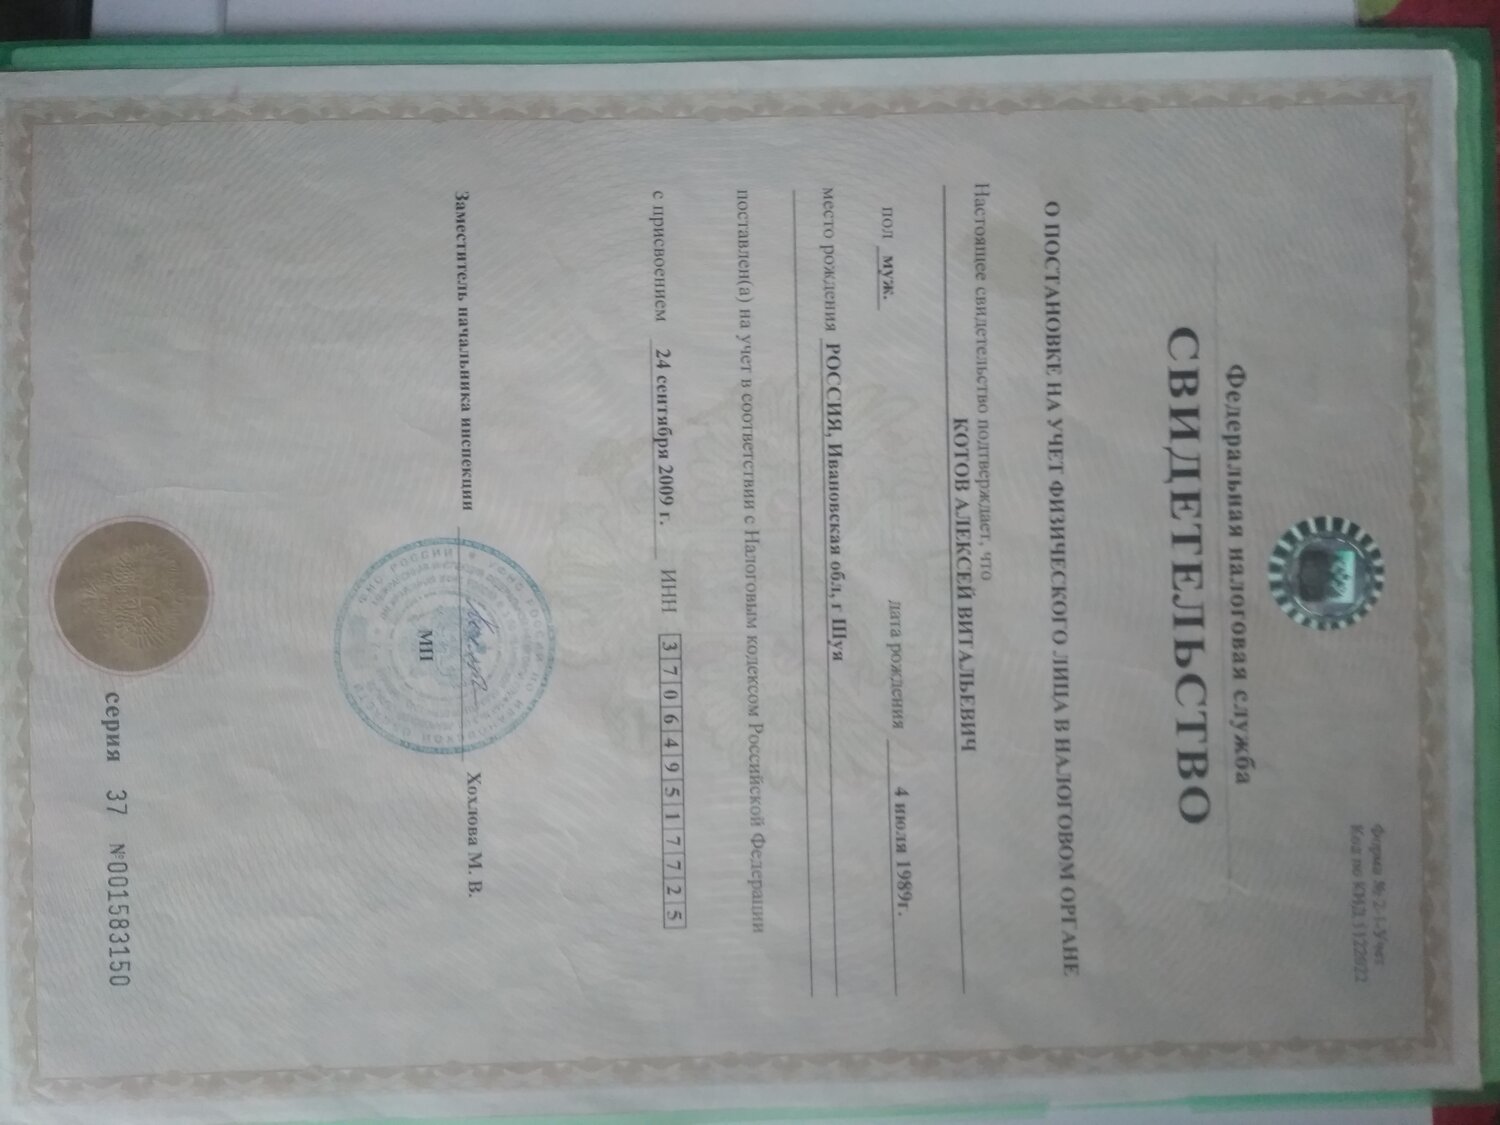 Форма № 2-1-Учет
Код по КНД 1122022
Федеральная налоговая служба
СВИДЕТЕЛЬСТВО
О ПОСТАНОВКЕ НА УЧЕТ ФИЗИЧЕСКОГО ЛИЦА В НАЛОГОВОМ ОРГАНЕ
Настоящее свидетельство подтверждает, что
КОТОВ АЛЕКСЕЙ ВИТАЛЬЕВИЧ
пол муж. дата рождения 4 июля 1989г.
место рождения РОССИЯ, Ивановская обл, г Шуя
поставлен(а) на учет в соответствии с Налоговым кодексом Российской Федерации
с присвоением 24 сентября 2009 г. ИНН 370649517725
Заместитель начальника инспекции Хохлова М. В.
МП
серия 37 №001583150